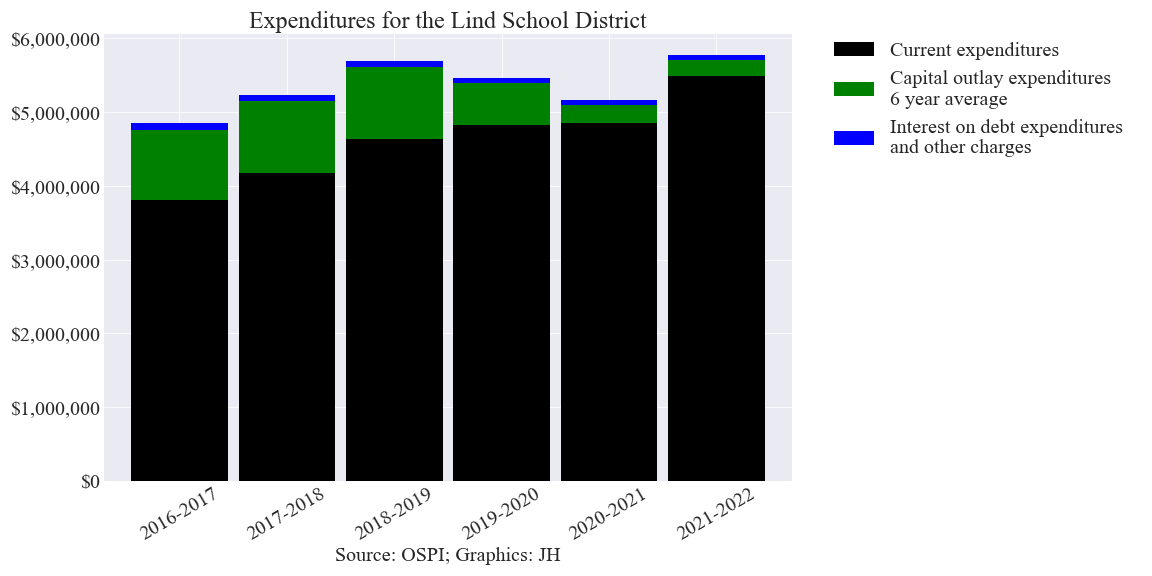 Expenditures for the Lind School District
$6,000,000
$5,000,000
$4,000,000
$3,000,000
$2,000,000
$1,000,000
$0
2016-2017
2017-2018
2018-2019
2019-2020
2020-2021
2021-2022
Source: OSPI; Graphics: JH
Current expenditures
Capital outlay expenditures
6 year average
Interest on debt expenditures
and other charges